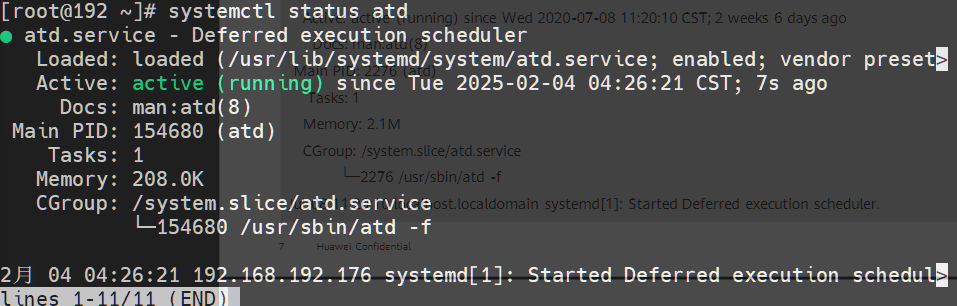 [root@192 ~]# systemctl status atd
● atd.service - Deferred execution scheduler
Loaded: loaded (/usr/lib/systemd/system/atd.service; enabled; vendor preset>
Active: active (running) since Tue 2025-02-04 04:26:21 CST; 7s ago
Docs: man:atd(8)
Main PID: 154680 (atd)
Tasks: 1
Memory: 208.0K
CGroup: /system.slice/atd.service
└─154680 /usr/sbin/atd -f
2月 04 04:26:21 192.168.192.176 systemd[1]: Started Deferred execution schedul>
lines 1-11/11 (END)
Active: active (running) since Wed 2020-07-08 11:20:10 CST; 2 weeks 6 days ago
Docs: man:atd(8)
Main PID: 2276 (atd)
Tasks: 1
Memory: 2.1M
CGroup: /system.slice/atd.service
└─2276 /usr/sbin/atd -f
systemd[1]: Started Deferred execution scheduler.
7 Huawei Confidential